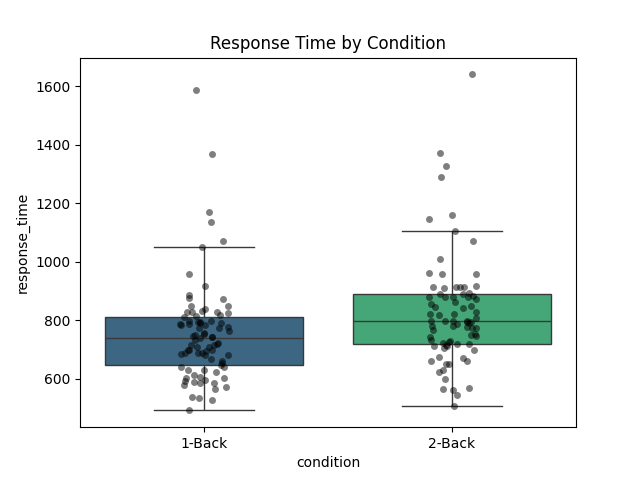 Response Time by Condition
1600
1400
1200
1000
800
600
response_time
1-Back
2-Back
condition